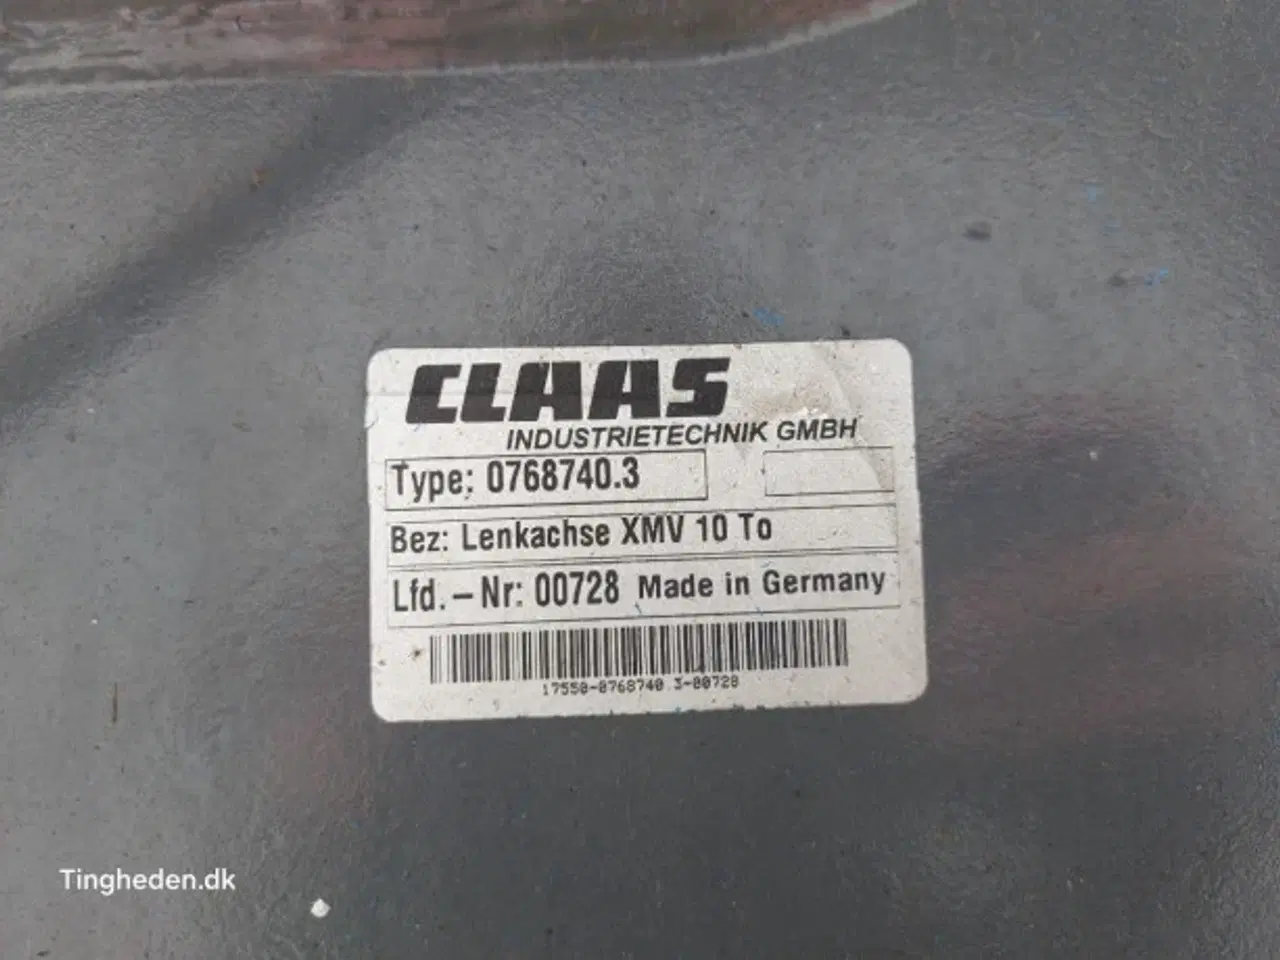 CLAAS
INDUSTRIETECHNIK GMBH
Type: 0768740.3
Bez: Lenkachse XMV 10 To
Lfd.-Nr: 00728 Made in Germany
17550-0768740 3-00728
Tingheden.dk